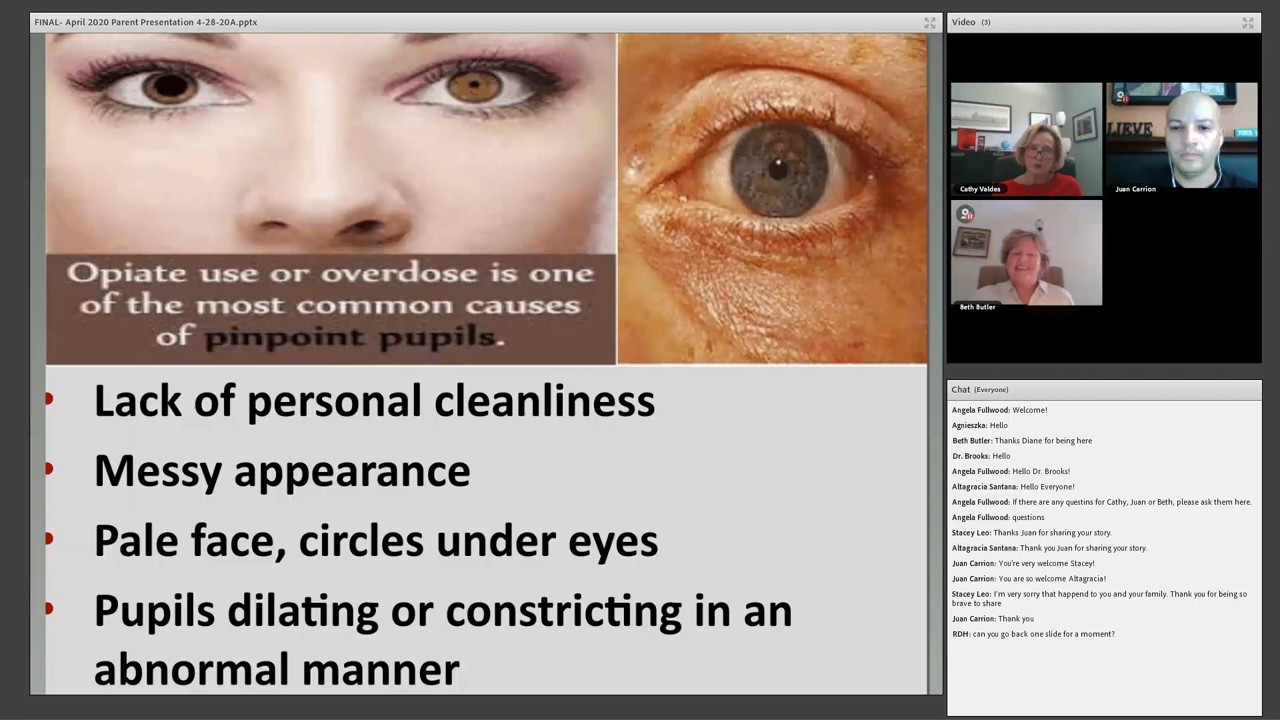 FINAL- April 2020 Parent Presentation 4-28-20A.pptx
Opiate use or overdose is one
of the most common causes
of pinpoint pupils.
• Lack of personal cleanliness
• Messy appearance
• Pale face, circles under eyes
• Pupils dilating or constricting in an
abnormal manner
Video (3)
LIEVE
Cathy Valdes
Juan Carrion
Beth Butler
Chat (Everyone)
Angela Fullwood: Welcome!
Agnieszka: Hello
Beth Butler: Thanks Diane for being here
Dr. Brooks: Hello
Angela Fullwood: Hello Dr. Brooks!
Altagracia Santana: Hello Everyone!
Angela Fullwood: If there are any questins for Cathy, Juan or Beth, please ask them here.
Angela Fullwood: questions
Stacey Leo: Thanks Juan for sharing your story.
Altagracia Santana: Thank you Juan for sharing your story.
Juan Carrion: You're very welcome Stacey!
Juan Carrion: You are so welcome Altagracia!
Stacey Leo: I'm very sorry that happend to you and your family. Thank you for being so
brave to share
Juan Carrion: Thank you
RDH: can you go back one slide for a moment?